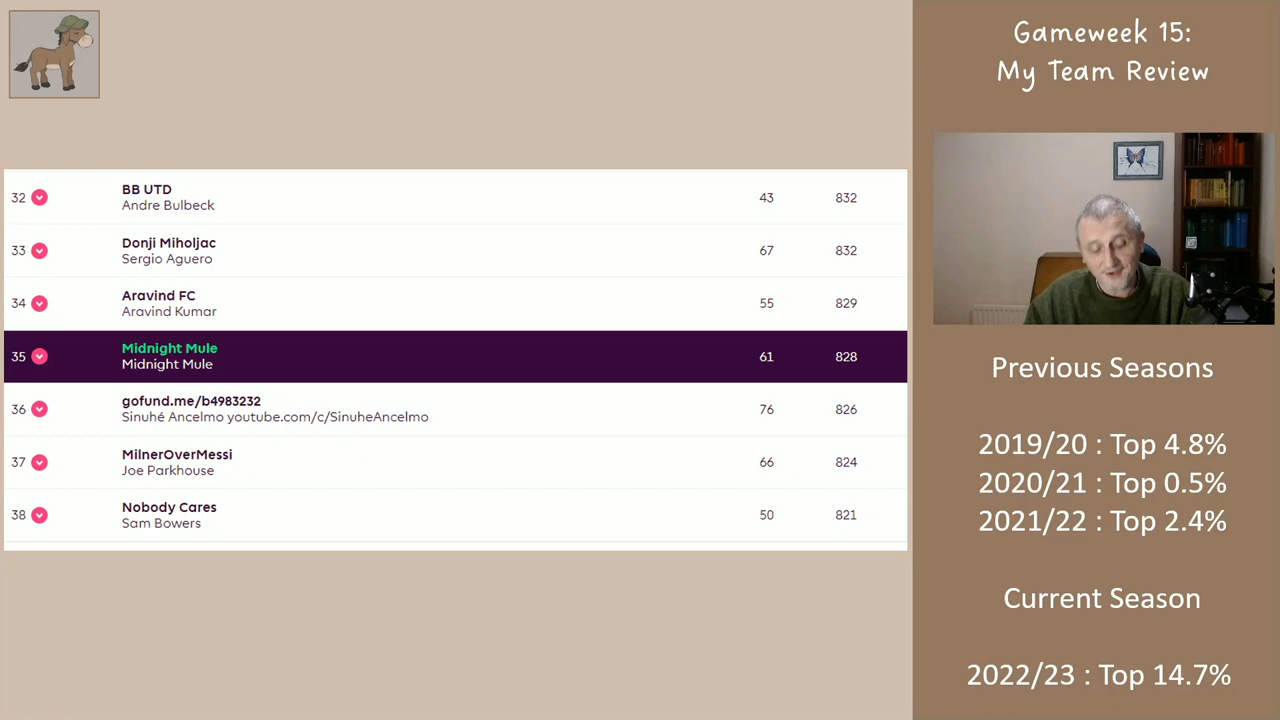 Gameweek 15:
My Team Review
32 BB UTD 43 832
Andre Bulbeck
33 Donji Miholjac 67 832
Sergio Aguero
34 Aravind FC 55 829
Aravind Kumar
35 Midnight Mule 61 828
Midnight Mule
36 gofund.me/b4983232 76 826
Sinuhé Ancelmo youtube.com/c/SinuheAncelmo
37 MilnerOverMessi 66 824
Joe Parkhouse
38 Nobody Cares 50 821
Sam Bowers
Previous Seasons
2019/20 : Top 4.8%
2020/21 : Top 0.5%
2021/22 : Top 2.4%
Current Season
2022/23 : Top 14.7%